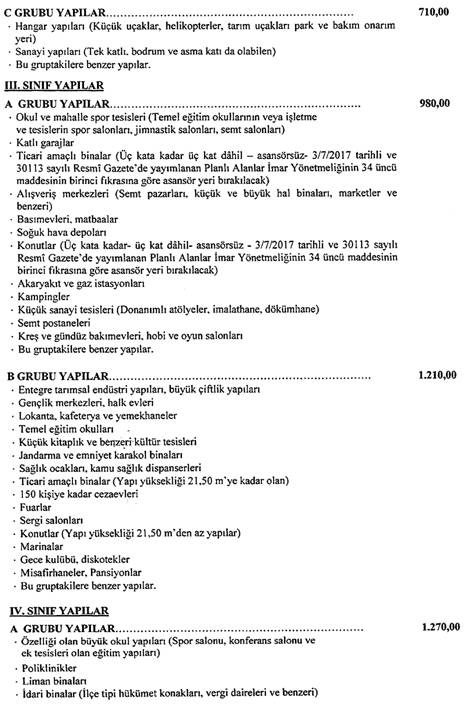 C GRUBU YAPILAR.................................................................................. 710,00
· Hangar yapıları (Küçük uçaklar, helikopterler, tarım uçakları park ve bakım onarım
yeri)
· Sanayi yapıları (Tek katlı, bodrum ve asma katı da olabilen)
· Bu gruptakilere benzer yapılar.
III. SINIF YAPILAR
A GRUBU YAPILAR.............................................................. 980,00
· Okul ve mahalle spor tesisleri (Temel eğitim okullarının veya işletme
ve tesislerin spor salonları, jimnastik salonları, semt salonları)
· Katlı garajlar
· Ticari amaçlı binalar (Üç kata kadar üç kat dâhil – asansörsüz- 3/7/2017 tarihli ve
30113 sayılı Resmî Gazete’de yayımlanan Planlı Alanlar İmar Yönetmeliğinin 34 üncü
maddesinin birinci fıkrasına göre asansör yeri bırakılacak)
· Alışveriş merkezleri (Semt pazarları, küçük ve büyük hal binaları, marketler ve
benzeri)
· Basımevleri, matbaalar
· Soğuk hava depoları
· Konutlar (Üç kata kadar- üç kat dâhil- asansörsüz - 3/7/2017 tarihli ve 30113 sayılı
Resmî Gazete’de yayımlanan Planlı Alanlar İmar Yönetmeliğinin 34 üncü maddesinin
birinci fıkrasına göre asansör yeri bırakılacak)
· Akaryakıt ve gaz istasyonları
· Kampingler
· Küçük sanayi tesisleri (Donanımlı atölyeler, imalathane, dökümhane)
· Semt postaneleri
· Kreş ve gündüz bakımevleri, hobi ve oyun salonları
· Bu gruptakilere benzer yapılar.
B GRUBU YAPILAR................................................................ 1.210,00
· Entegre tarımsal endüstri yapıları, büyük çiftlik yapıları
· Gençlik merkezleri, halk evleri
· Lokanta, kafeterya ve yemekhaneler
· Temel eğitim okulları
· Küçük kitaplık ve benzeri kültür tesisleri
· Jandarma ve emniyet karakol binaları
· Sağlık ocakları, kamu sağlık dispanserleri
· Ticari amaçlı binalar (Yapı yüksekliği 21,50 m’ye kadar olan)
· 150 kişiye kadar cezaevleri
· Fuarlar
· Sergi salonları
· Konutlar (Yapı yüksekliği 21,50 m’den az yapılar)
· Marinalar
· Gece kulübü, diskotekler
· Misafirhaneler, Pansiyonlar
· Bu gruptakilere benzer yapılar.
IV. SINIF YAPILAR
A GRUBU YAPILAR............................................................. 1.270,00
· Özelliği olan büyük okul yapıları (Spor salonu, konferans salonu ve
ek tesisleri olan eğitim yapıları)
· Poliklinikler
· Liman binaları
· İdari binalar (İlçe tipi hükümet konakları, vergi daireleri ve benzeri)